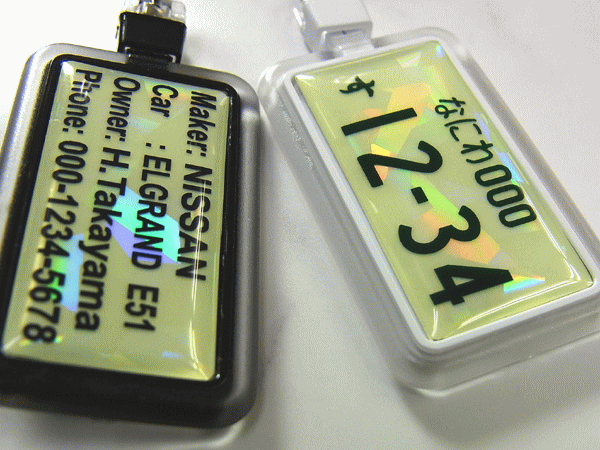 Maker: NISSAN
Car : ELGRAND E51
Owner: H.Takayama
Phone: 000-1234-5678
なにわ000
す 12-34